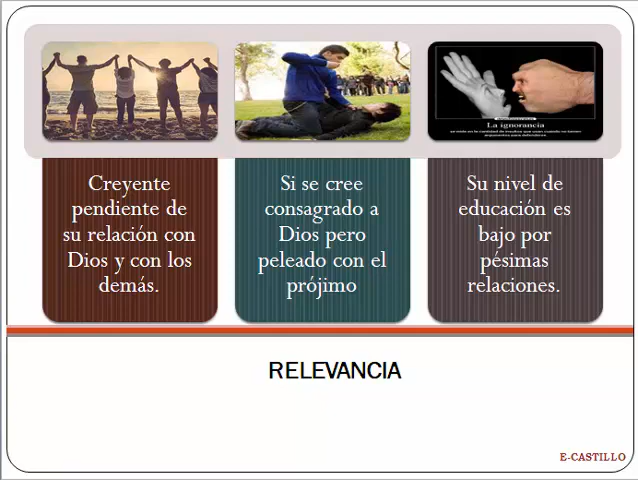 La ignorancia
Creyente
pendiente de
su relación con
Dios y con los
demás.
Si se cree
consagrado a
Dios pero
peleado con el
prójimo
Su nivel de
educación es
bajo por
pésimas
relaciones.
RELEVANCIA
E-CASTILLO